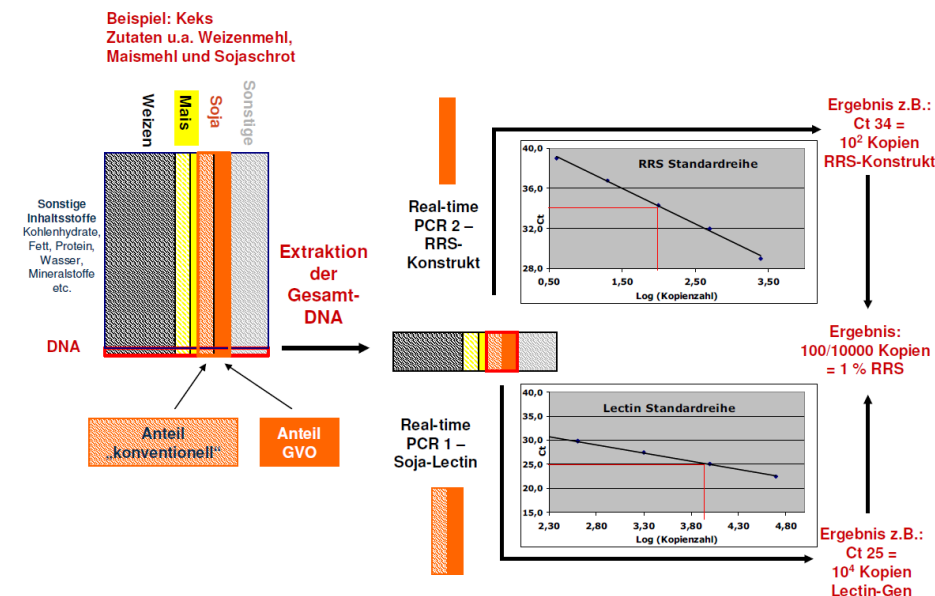 Beispiel: Keks
Zutaten u.a. Weizenmehl,
Maismehl und Sojaschrot
Weizen
Mais
Soja
Sonstige
Sonstige
Inhaltsstoffe
Kohlenhydrate,
Fett, Protein,
Wasser,
Mineralstoffe
etc.
DNA
Extraktion
der
Gesamt-
DNA
Anteil
„konventionell“
Anteil
GVO
Real-time
PCR 2 –
RRS-
Konstrukt
RRS Standardreihe
40,0
36,0
32,0
28,0
Ct
0,50 1,50 2,50 3,50
Log (Kopienzahl)
Ergebnis z.B.:
Ct 34 =
10² Kopien
RRS-Konstrukt
Ergebnis:
100/10000 Kopien
= 1 % RRS
Real-time
PCR 1 –
Soja-Lectin
Lectin Standardreihe
40,0
35,0
30,0
25,0
20,0
15,0
Ct
2,30 2,80 3,30 3,80 4,30 4,80
Log (Kopienzahl)
Ergebnis z.B.:
Ct 25 =
10⁴ Kopien
Lectin-Gen